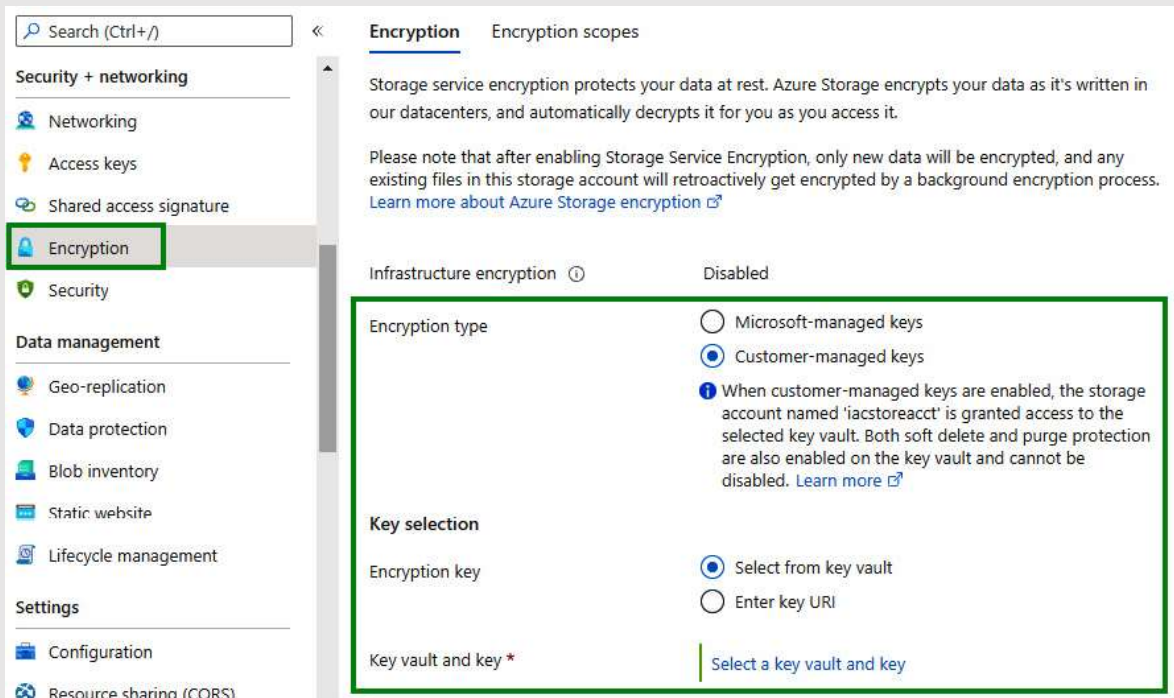 Search (Ctrl+/)
«
Security + networking
Networking
Access keys
Shared access signature
Encryption
Security
Data management
Geo-replication
Data protection
Blob inventory
Static website
Lifecycle management
Settings
Configuration
Resource sharing (CORS)
Encryption Encryption scopes
Storage service encryption protects your data at rest. Azure Storage encrypts your data as it's written in
our datacenters, and automatically decrypts it for you as you access it.
Please note that after enabling Storage Service Encryption, only new data will be encrypted, and any
existing files in this storage account will retroactively get encrypted by a background encryption process.
Learn more about Azure Storage encryption
Infrastructure encryption Disabled
Encryption type Microsoft-managed keys
Customer-managed keys
When customer-managed keys are enabled, the storage
account named 'iacstoreacct' is granted access to the
selected key vault. Both soft delete and purge protection
are also enabled on the key vault and cannot be
disabled. Learn more
Key selection
Encryption key Select from key vault
Enter key URI
Key vault and key * Select a key vault and key